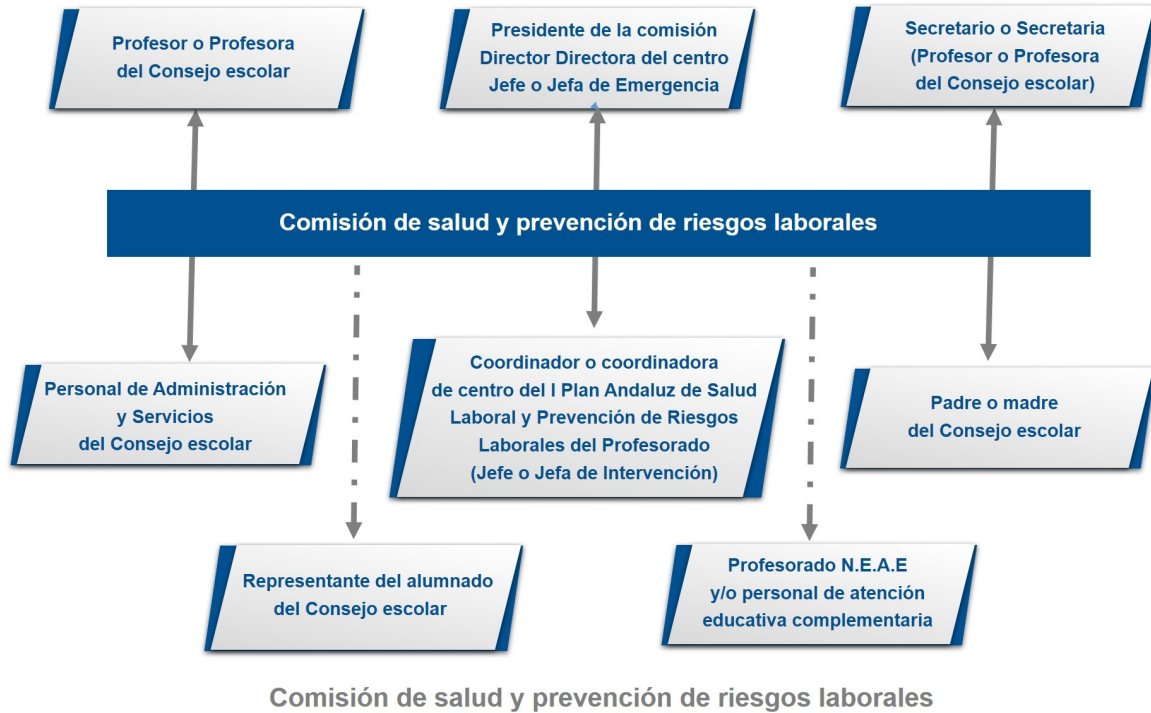 Profesor o Profesora
del Consejo escolar
Presidente de la comisión
Director Directora del centro
Jefe o Jefa de Emergencia
Secretario o Secretaria
(Profesor o Profesora
del Consejo escolar)
Comisión de salud y prevención de riesgos laborales
Personal de Administración
y Servicios
del Consejo escolar
Coordinador o coordinadora
de centro del I Plan Andaluz de Salud
Laboral y Prevención de Riesgos
Laborales del Profesorado
(Jefe o Jefa de Intervención)
Padre o madre
del Consejo escolar
Representante del alumnado
del Consejo escolar
Profesorado N.E.A.E
y/o personal de atención
educativa complementaria
Comisión de salud y prevención de riesgos laborales